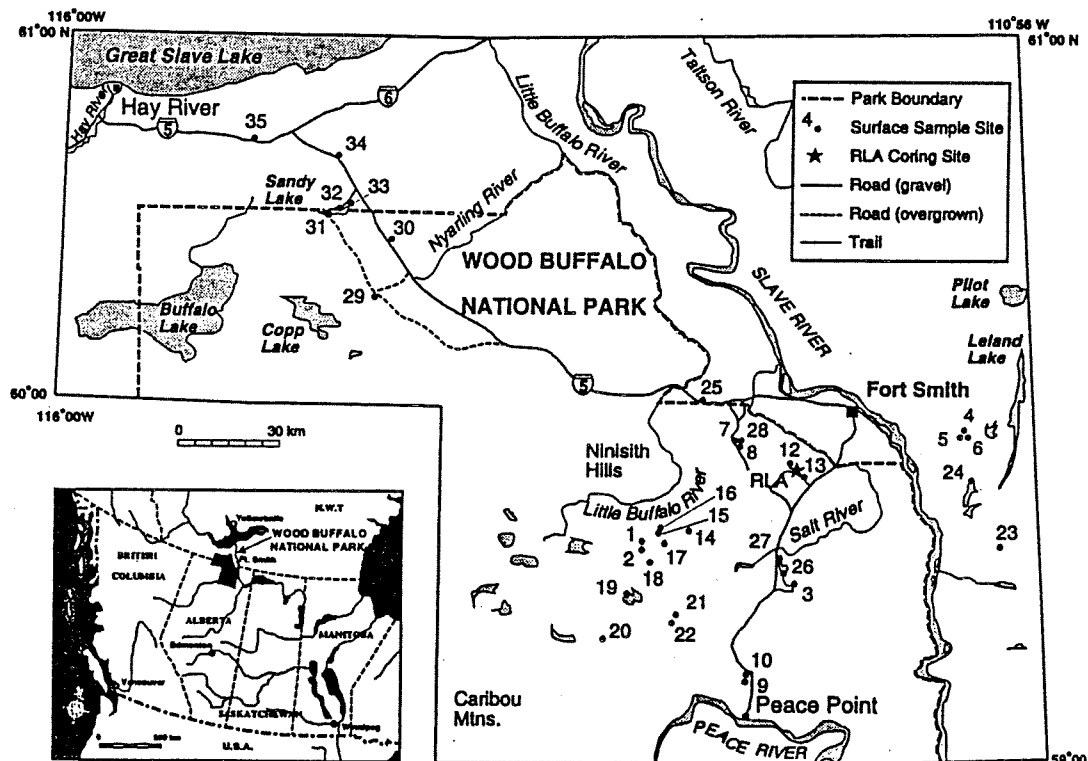 116°00W
61°00 N
110°56 W
61°00 N
Great Slave Lake
Hay River
Hay River
5
6
35
34
33
32
Sandy Lake
31
30
29
Nyarling River
Little Buffalo River
Taltson River
Park Boundary
4 Surface Sample Site
RLA Coring Site
Road (gravel)
Road (overgrown)
Trail
WOOD BUFFALO
NATIONAL PARK
Buffalo Lake
Copp Lake
SLAVE RIVER
Pilot Lake
Leland Lake
5
25
Fort Smith
60°00
116°00W
0 30 km
7
28
8
12
13
RLA
4
5
6
24
23
Ninisith Hills
Little Buffalo River
16
15
14
1
2
17
18
19
20
21
22
Salt River
27
26
3
10
9
Peace Point
PEACE RIVER
Caribou Mtns.
59°00
N.W.T
Yellowknife
WOOD BUFFALO
NATIONAL PARK
Ft. Smith
BRITISH
COLUMBIA
ALBERTA
MANITOBA
Edmonton
SASKATCHEWAN
Vancouver
Winnipeg
U.S.A.